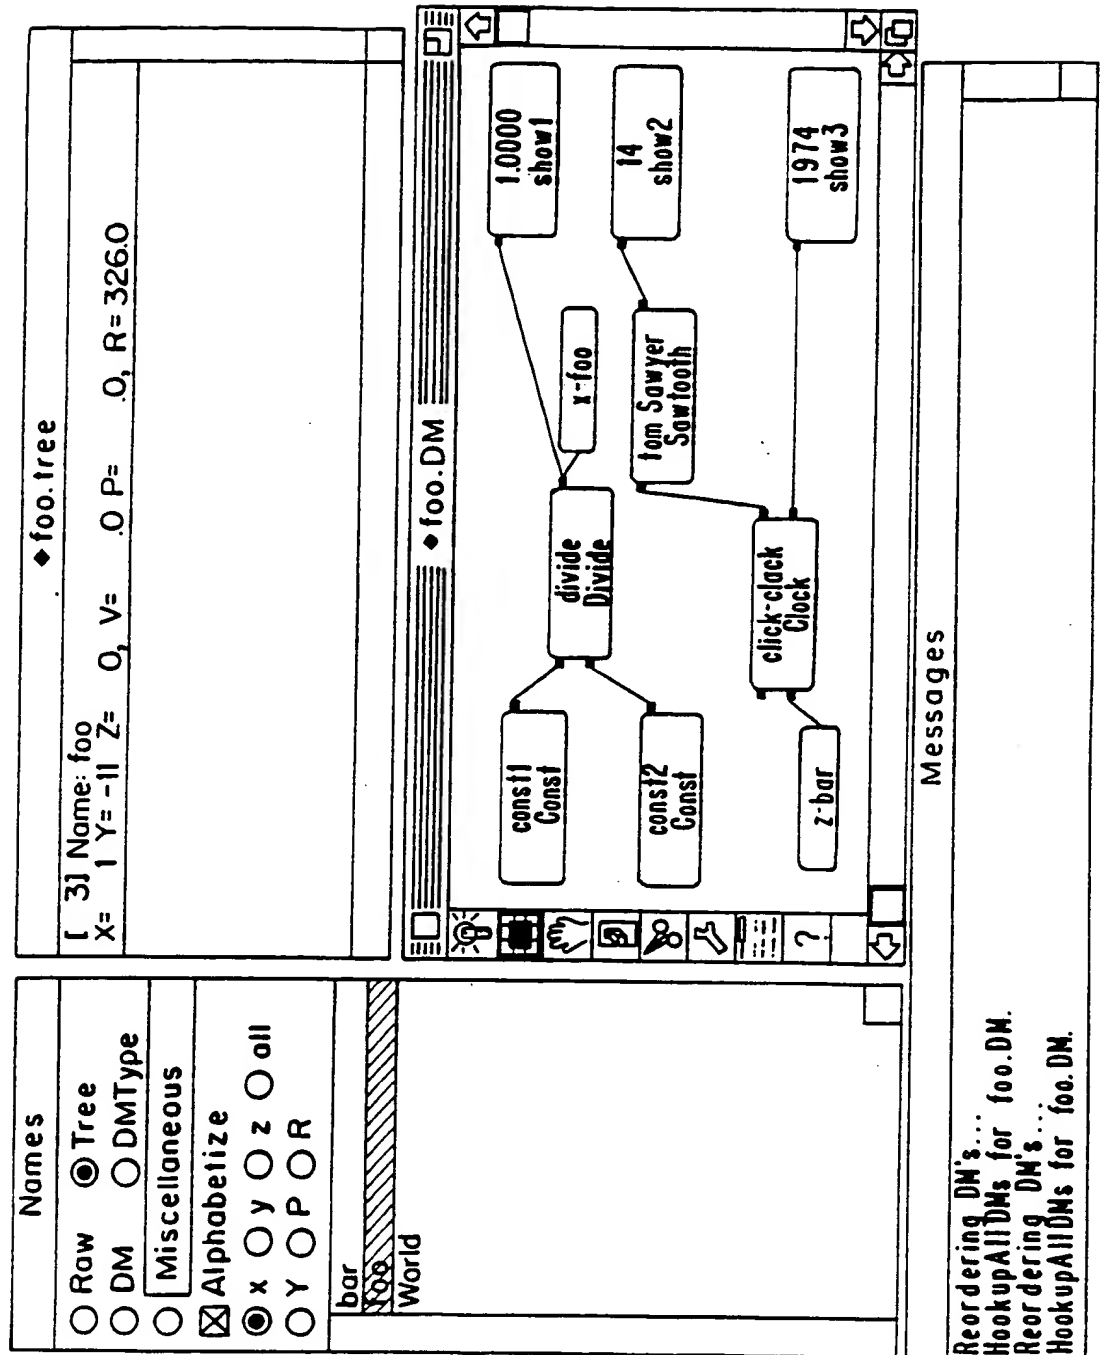 Names
Raw Tree
DM DMType
Miscellaneous
Alphabetize
x y z all
Y P R
bar
foo
World
◆foo.tree
[ 3] Name: foo
X= 1 Y= -11 Z= 0, V= .0 P= .0, R= 326.0
◆foo.DM
?
const1
Const
const2
Const
z-bar
divide
Divide
click-clack
Clock
x-foo
tom Sawyer
Sawtooth
1.0000
show1
14
show2
1974
show3
Messages
Reordering DM's...
HookupAllDMs for foo.DM.
Reordering DM's...
HookupAllDMs for foo.DM.